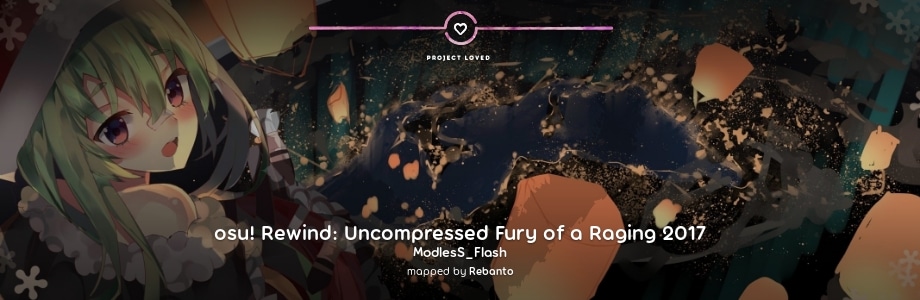 PROJECT LOVED
osu! Rewind: Uncompressed Fury of a Raging 2017
ModlesS_Flash
mapped by Rebanto